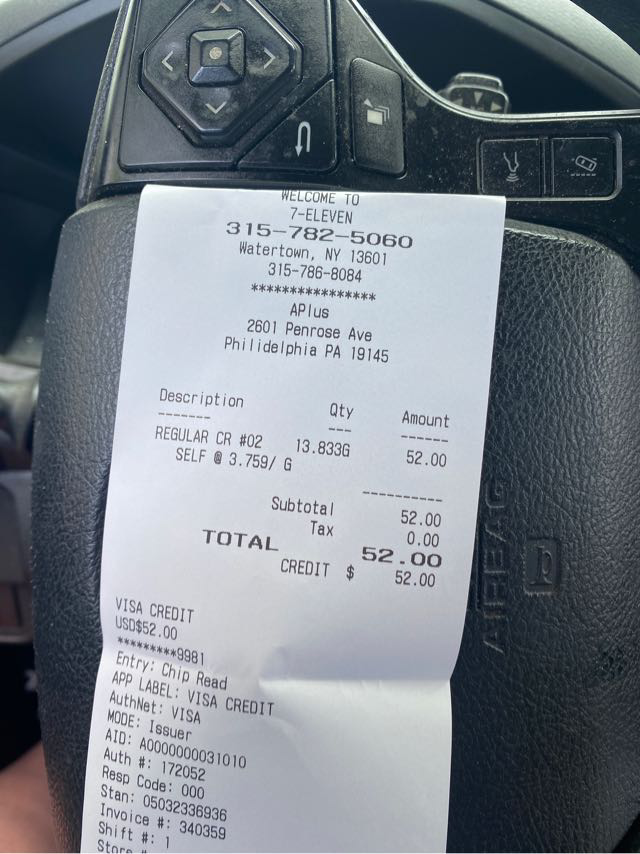 WELCOME TO
7-ELEVEN
315-782-5060
Watertown, NY 13601
315-786-8084
****************
APlus
2601 Penrose Ave
Philidelphia PA 19145
Description Qty Amount
------- --- ------
REGULAR CR #02 13.833G 52.00
SELF @ 3.759/ G
----------
Subtotal 52.00
Tax 0.00
TOTAL 52.00
CREDIT $ 52.00
VISA CREDIT
USD$52.00
*********9981
Entry: Chip Read
APP LABEL: VISA CREDIT
AuthNet: VISA
MODE: Issuer
AID: A0000000031010
Auth #: 172052
Resp Code: 000
Stan: 05032336936
Invoice #: 340359
Shift #: 1
Store #
AIRBAG